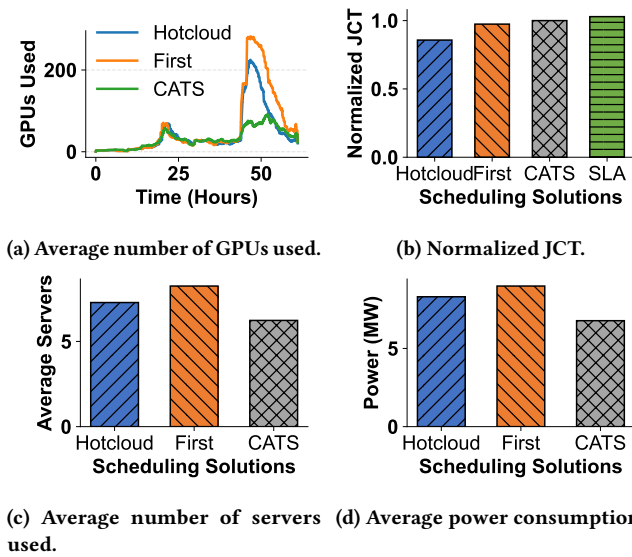 Hotcloud
First
CATS
GPUs Used
200
0
0
25
50
Time (Hours)
(a) Average number of GPUs used.
Normalized JCT
1.0
0.5
0.0
Hotcloud First CATS SLA
Scheduling Solutions
(b) Normalized JCT.
Average Servers
5
0
Hotcloud First CATS
Scheduling Solutions
(c) Average number of servers used.
Power (MW)
5
0
Hotcloud First CATS
Scheduling Solutions
(d) Average power consumption